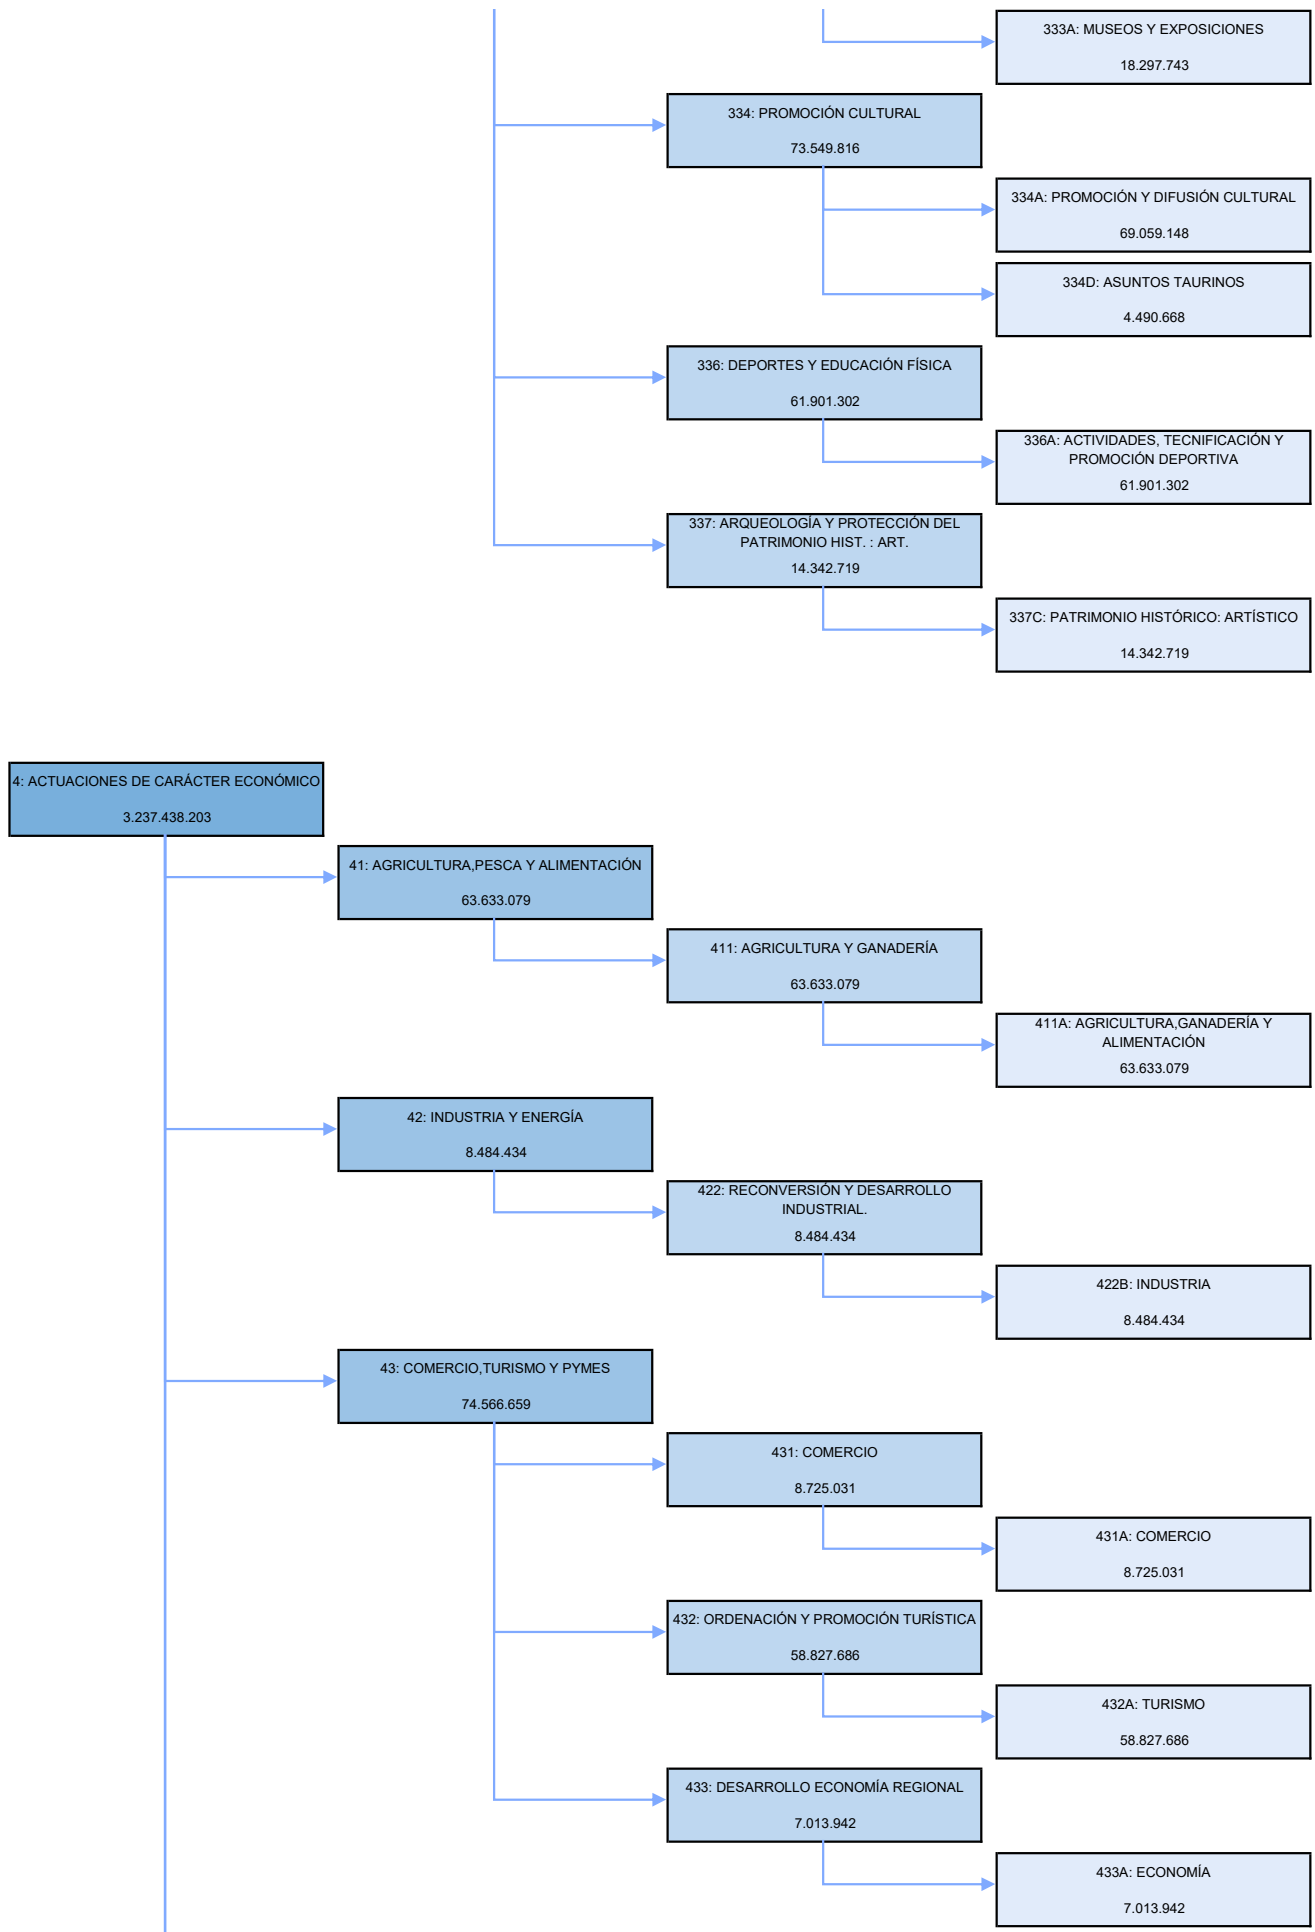 333A: MUSEOS Y EXPOSICIONES
18.297.743
334: PROMOCIÓN CULTURAL
73.549.816
334A: PROMOCIÓN Y DIFUSIÓN CULTURAL
69.059.148
334D: ASUNTOS TAURINOS
4.490.668
336: DEPORTES Y EDUCACIÓN FÍSICA
61.901.302
336A: ACTIVIDADES, TECNIFICACIÓN Y
PROMOCIÓN DEPORTIVA
61.901.302
337: ARQUEOLOGÍA Y PROTECCIÓN DEL
PATRIMONIO HIST. : ART.
14.342.719
337C: PATRIMONIO HISTÓRICO: ARTÍSTICO
14.342.719
4: ACTUACIONES DE CARÁCTER ECONÓMICO
3.237.438.203
41: AGRICULTURA,PESCA Y ALIMENTACIÓN
63.633.079
411: AGRICULTURA Y GANADERÍA
63.633.079
411A: AGRICULTURA,GANADERÍA Y
ALIMENTACIÓN
63.633.079
42: INDUSTRIA Y ENERGÍA
8.484.434
422: RECONVERSIÓN Y DESARROLLO
INDUSTRIAL.
8.484.434
422B: INDUSTRIA
8.484.434
43: COMERCIO,TURISMO Y PYMES
74.566.659
431: COMERCIO
8.725.031
431A: COMERCIO
8.725.031
432: ORDENACIÓN Y PROMOCIÓN TURÍSTICA
58.827.686
432A: TURISMO
58.827.686
433: DESARROLLO ECONOMÍA REGIONAL
7.013.942
433A: ECONOMÍA
7.013.942